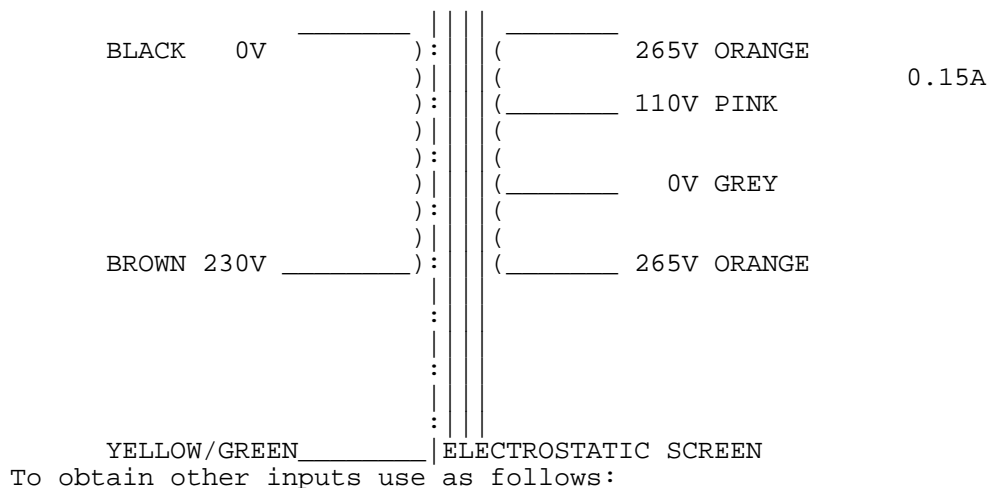 BLACK 0V 265V ORANGE
0.15A
110V PINK
0V GREY
BROWN 230V 265V ORANGE
YELLOW/GREEN ELECTROSTATIC SCREEN
To obtain other inputs use as follows: